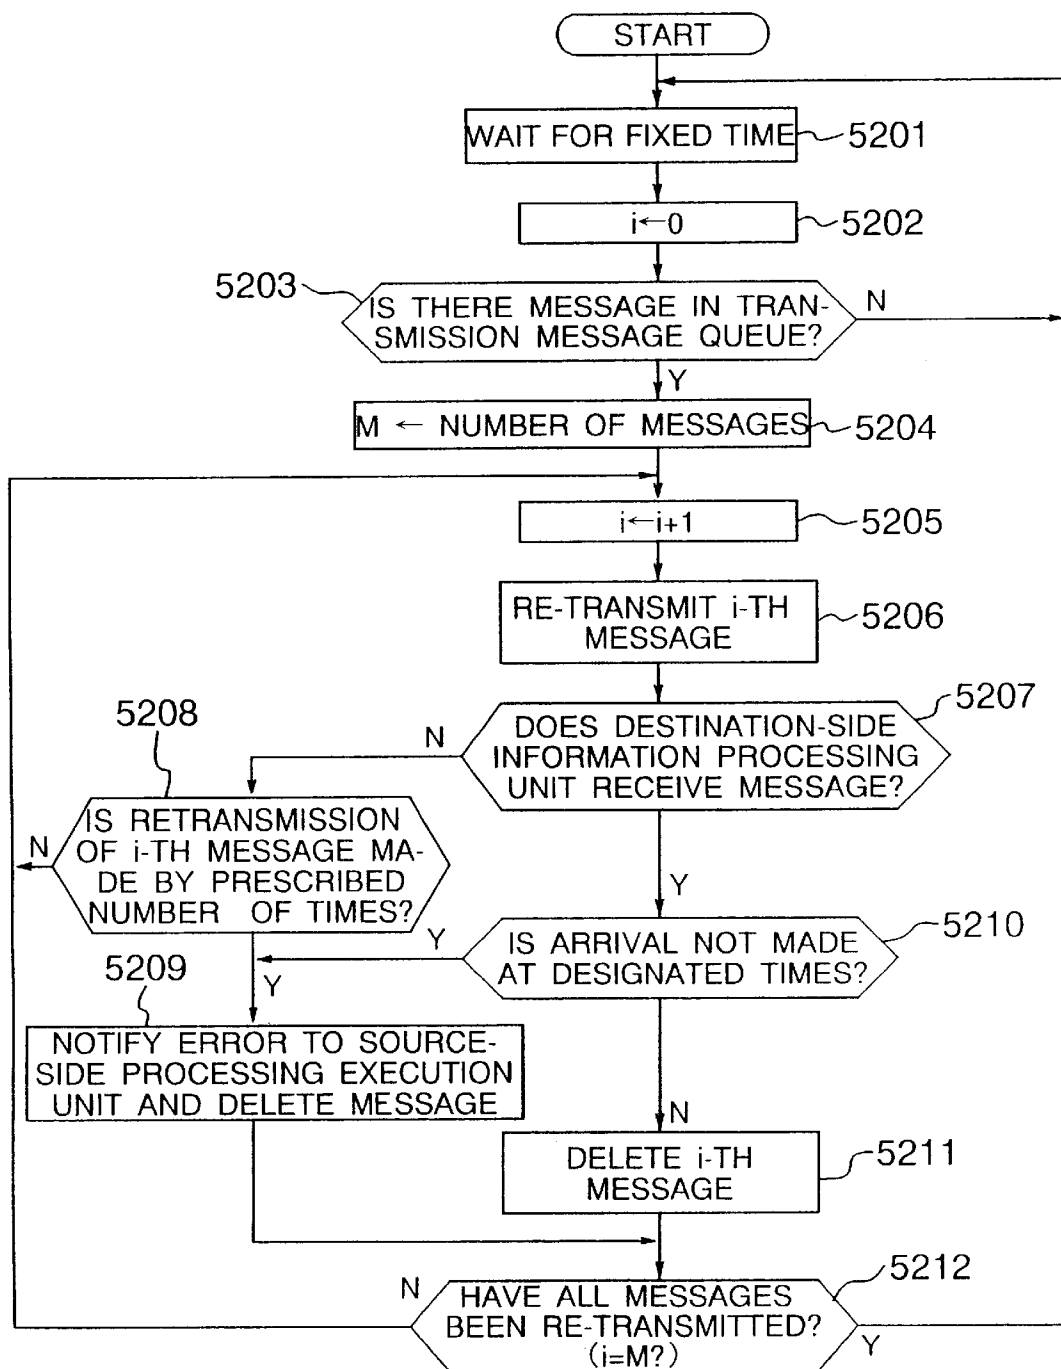 START
WAIT FOR FIXED TIME
5201
i←0
5202
5203
IS THERE MESSAGE IN TRAN-
SMISSION MESSAGE QUEUE?
N
Y
M ← NUMBER OF MESSAGES
5204
i←i+1
5205
RE-TRANSMIT i-TH
MESSAGE
5206
5207
DOES DESTINATION-SIDE
INFORMATION PROCESSING
UNIT RECEIVE MESSAGE?
N
Y
5208
IS RETRANSMISSION
OF i-TH MESSAGE MA-
DE BY PRESCRIBED
NUMBER OF TIMES?
N
Y
5210
IS ARRIVAL NOT MADE
AT DESIGNATED TIMES?
Y
N
5209
NOTIFY ERROR TO SOURCE-
SIDE PROCESSING EXECUTION
UNIT AND DELETE MESSAGE
DELETE i-TH
MESSAGE
5211
5212
HAVE ALL MESSAGES
BEEN RE-TRANSMITTED?
(i=M?)
N
Y